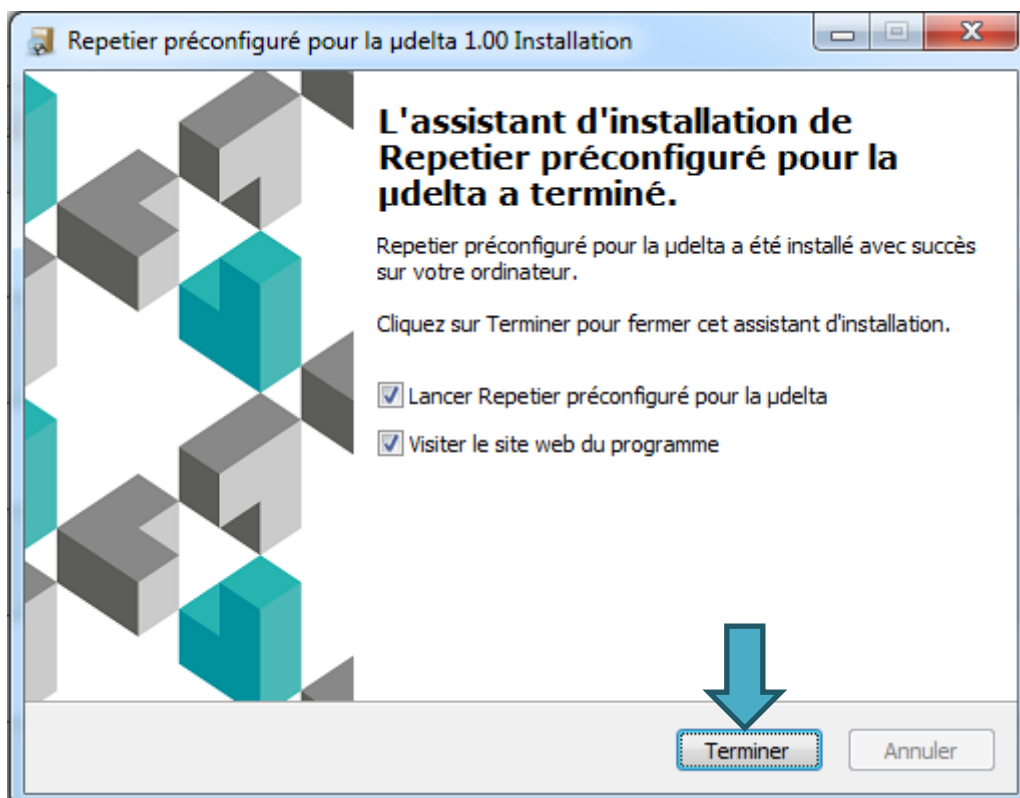 Repetier préconfiguré pour la µdelta 1.00 Installation
L'assistant d'installation de
Repetier préconfiguré pour la
µdelta a terminé.
Repetier préconfiguré pour la µdelta a été installé avec succès
sur votre ordinateur.
Cliquez sur Terminer pour fermer cet assistant d'installation.
Lancer Repetier préconfiguré pour la µdelta
Visiter le site web du programme
Terminer
Annuler